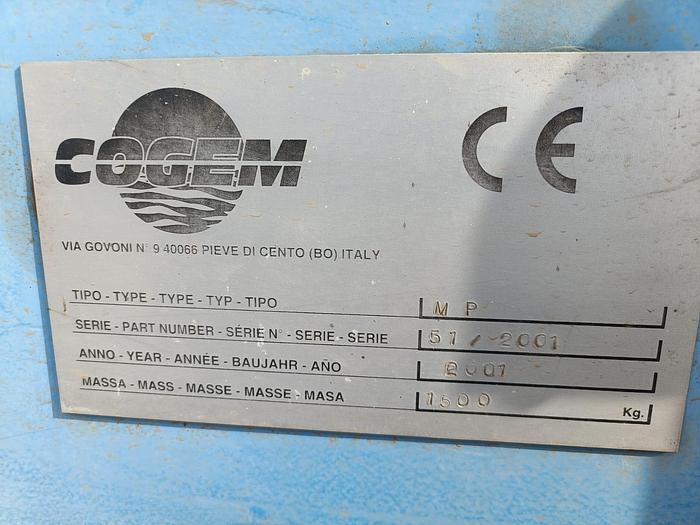 COGEM
CE
VIA GOVONI N° 9 40066 PIEVE DI CENTO (BO) ITALY
TIPO - TYPE - TYPE - TYP - TIPO MP
SERIE - PART NUMBER - SÉRIE N° - SERIE - SERIE 51/2001
ANNO - YEAR - ANNÉE - BAUJAHR - AÑO 2001
MASSA - MASS - MASSE - MASSE - MASA 1500 Kg.